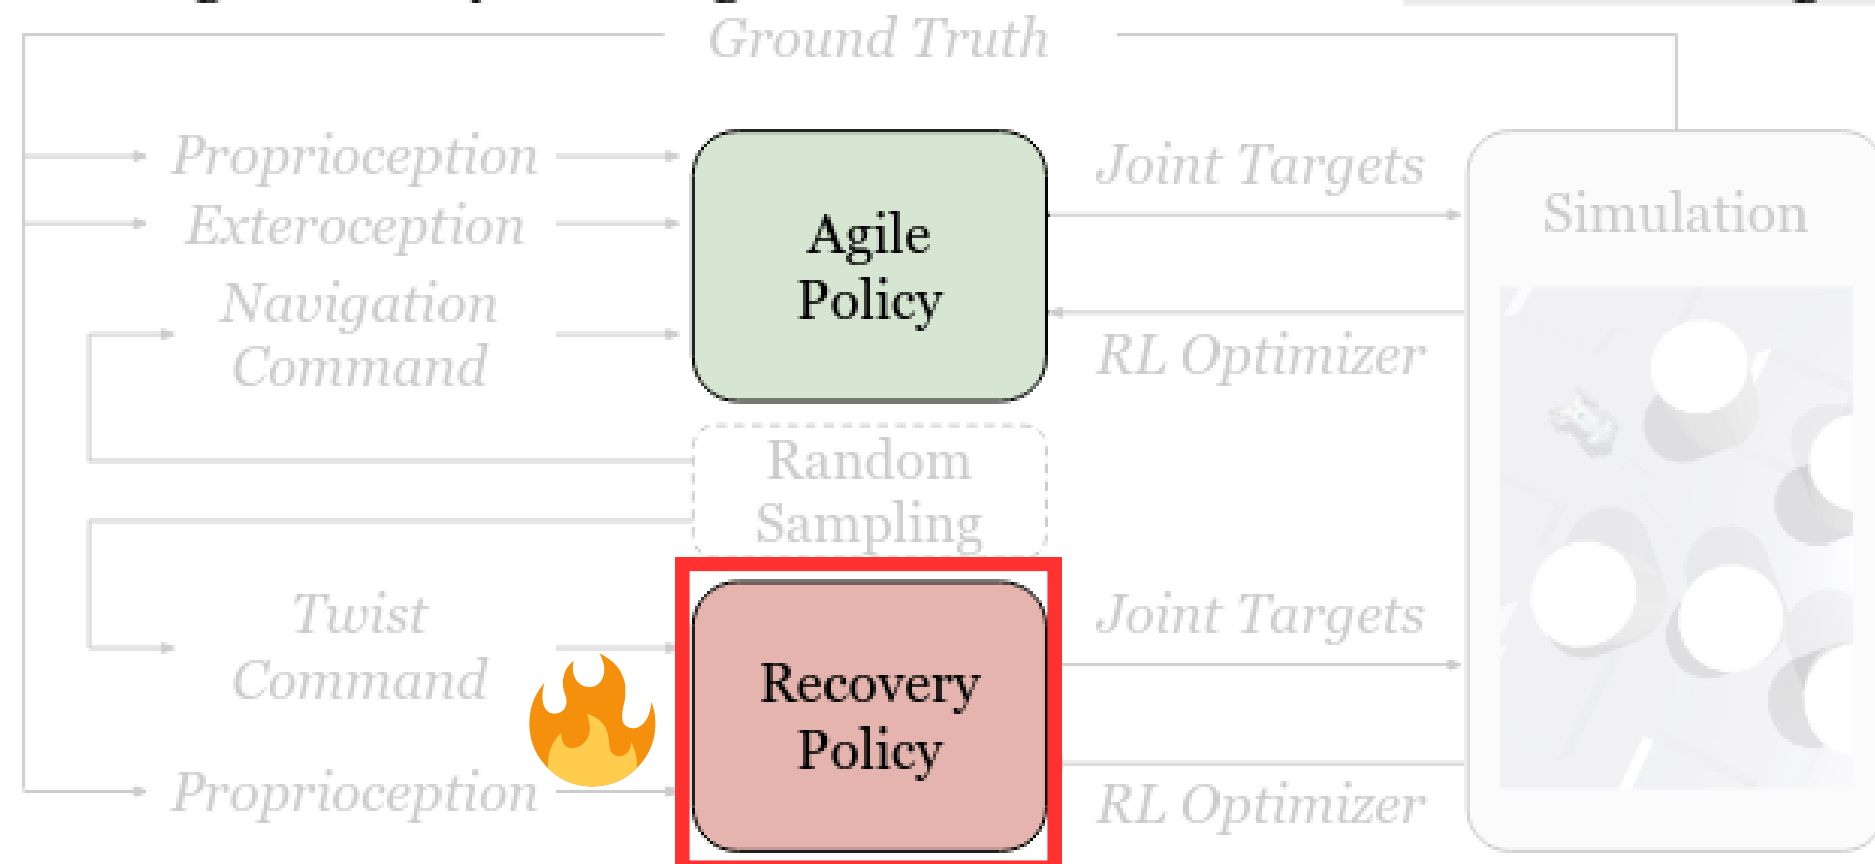 Ground Truth
Proprioception
Exteroception
Navigation
Command
Agile
Policy
Joint Targets
RL Optimizer
Simulation
Random
Sampling
Twist
Command
Proprioception
Recovery
Policy
Joint Targets
RL Optimizer